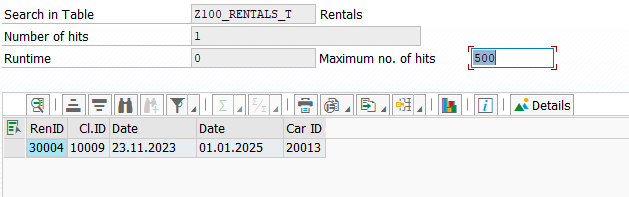 Search in Table Z100_RENTALS_T Rentals
Number of hits 1
Runtime 0 Maximum no. of hits 500
Details
RenID Cl.ID Date Date Car ID
30004 10009 23.11.2023 01.01.2025 20013